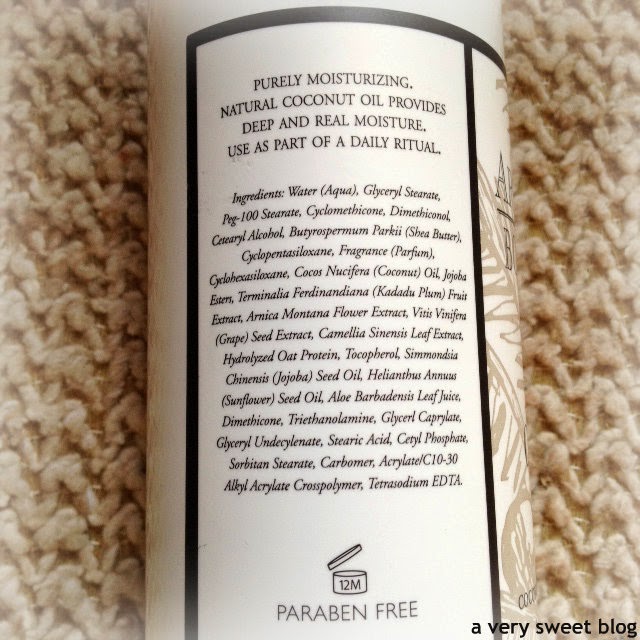 PURELY MOISTURIZING.
NATURAL COCONUT OIL PROVIDES
DEEP AND REAL MOISTURE.
USE AS PART OF A DAILY RITUAL.
Ingredients: Water (Aqua), Glyceryl Stearate,
Peg-100 Stearate, Cyclomethicone, Dimethiconol,
Cetearyl Alcohol, Butyrospermum Parkii (Shea Butter),
Cyclopentasiloxane, Fragrance (Parfum),
Cyclohexasiloxane, Cocos Nucifera (Coconut) Oil, Jojoba
Esters, Terminalia Ferdinandiana (Kadadu Plum) Fruit
Extract, Arnica Montana Flower Extract, Vitis Vinifera
(Grape) Seed Extract, Camellia Sinensis Leaf Extract,
Hydrolyzed Oat Protein, Tocopherol, Simmondsia
Chinensis (Jojoba) Seed Oil, Helianthus Annuus
(Sunflower) Seed Oil, Aloe Barbadensis Leaf Juice,
Dimethicone, Triethanolamine, Glycerl Caprylate,
Glyceryl Undecylenate, Stearic Acid, Cetyl Phosphate,
Sorbitan Stearate, Carbomer, Acrylate/C10-30
Alkyl Acrylate Crosspolymer, Tetrasodium EDTA.
12M
PARABEN FREE
a very sweet blog